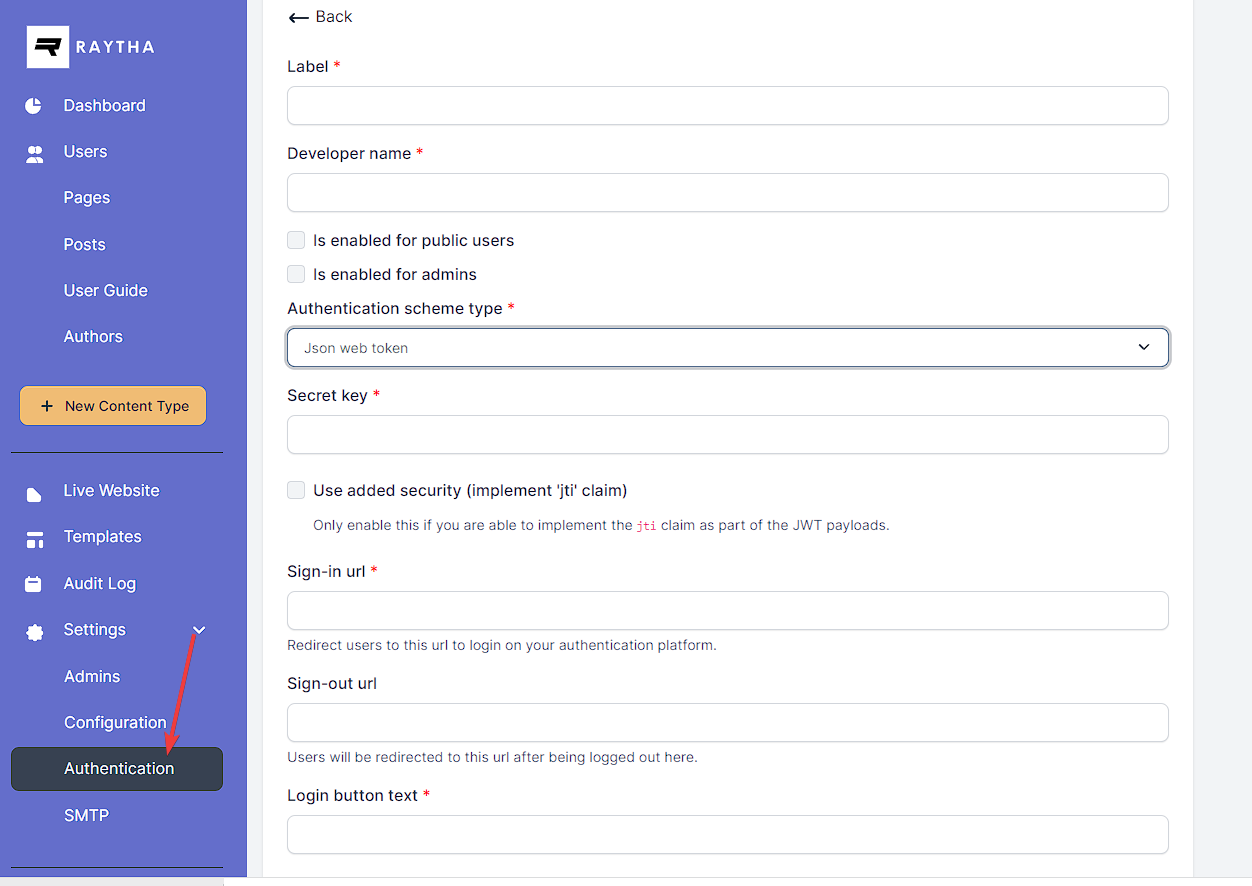 RAYTHA
Dashboard
Users
Pages
Posts
User Guide
Authors
+ New Content Type
Live Website
Templates
Audit Log
Settings
Admins
Configuration
Authentication
SMTP
← Back
Label *
Developer name *
Is enabled for public users
Is enabled for admins
Authentication scheme type *
Json web token
Secret key *
Use added security (implement 'jti' claim)
Only enable this if you are able to implement the jti claim as part of the JWT payloads.
Sign-in url *
Redirect users to this url to login on your authentication platform.
Sign-out url
Users will be redirected to this url after being logged out here.
Login button text *